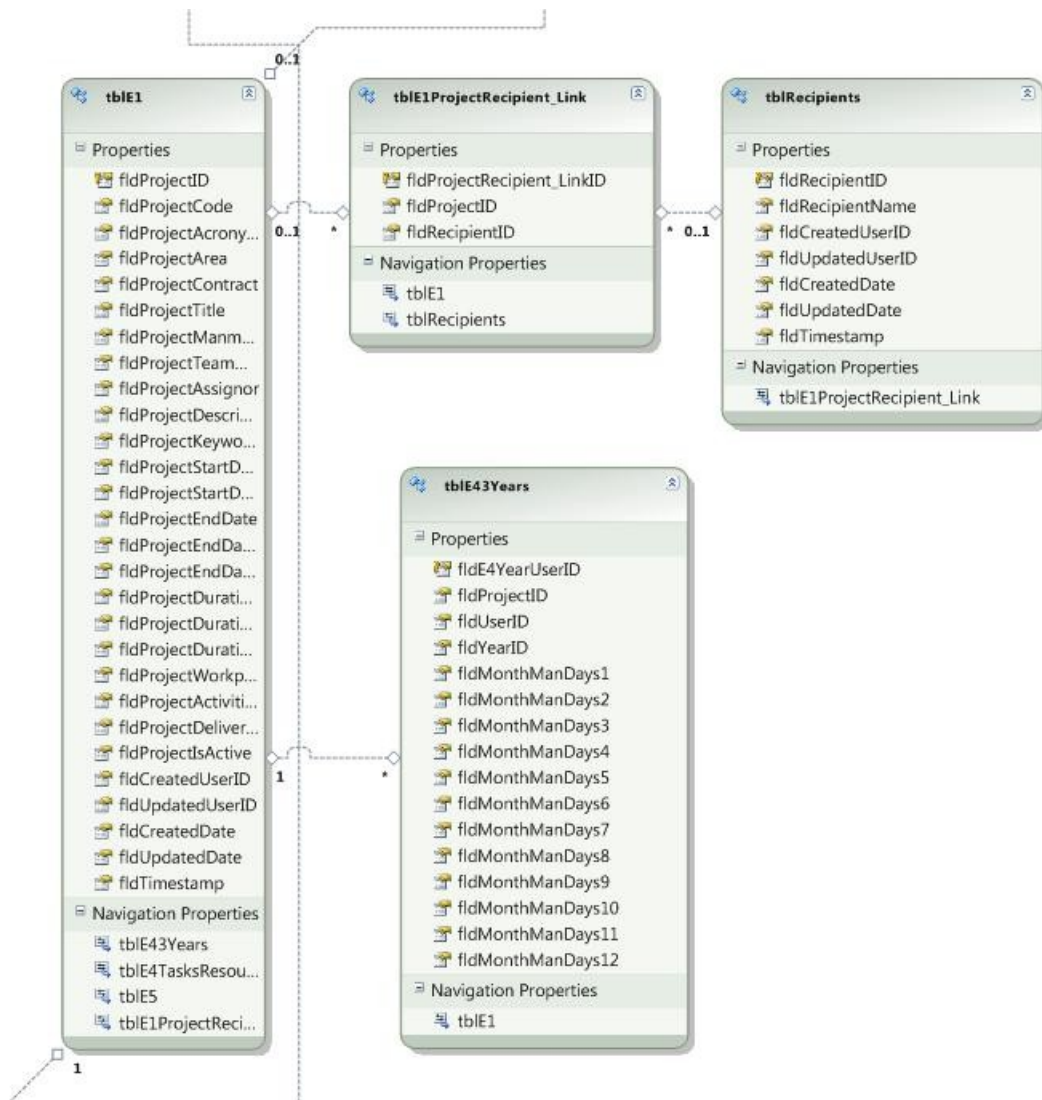 0..1
tblE1
Properties
fldProjectID
fldProjectCode
fldProjectAcrony...
fldProjectArea
fldProjectContract
fldProjectTitle
fldProjectManm...
fldProjectTeam...
fldProjectAssignor
fldProjectDescri...
fldProjectKeywo...
fldProjectStartD...
fldProjectStartD...
fldProjectEndDate
fldProjectEndDa...
fldProjectEndDa...
fldProjectDurati...
fldProjectDurati...
fldProjectDurati...
fldProjectWorkp...
fldProjectActiviti...
fldProjectDeliver...
fldProjectIsActive
fldCreatedUserID
fldUpdatedUserID
fldCreatedDate
fldUpdatedDate
fldTimestamp
Navigation Properties
tblE43Years
tblE4TasksResou...
tblE5
tblE1ProjectReci...
1
0..1
*
tblE1ProjectRecipient_Link
Properties
fldProjectRecipient_LinkID
fldProjectID
fldRecipientID
Navigation Properties
tblE1
tblRecipients
* 0..1
tblRecipients
Properties
fldRecipientID
fldRecipientName
fldCreatedUserID
fldUpdatedUserID
fldCreatedDate
fldUpdatedDate
fldTimestamp
Navigation Properties
tblE1ProjectRecipient_Link
1
*
tblE43Years
Properties
fldE4YearUserID
fldProjectID
fldUserID
fldYearID
fldMonthManDays1
fldMonthManDays2
fldMonthManDays3
fldMonthManDays4
fldMonthManDays5
fldMonthManDays6
fldMonthManDays7
fldMonthManDays8
fldMonthManDays9
fldMonthManDays10
fldMonthManDays11
fldMonthManDays12
Navigation Properties
tblE1